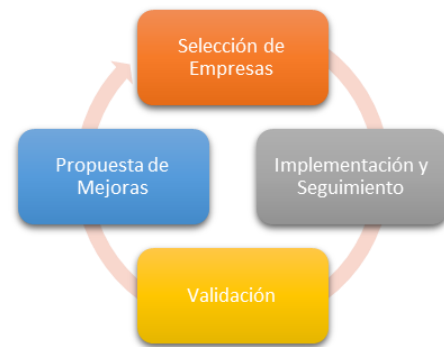 Selección de
Empresas
Implementación y
Seguimiento
Validación
Propuesta de
Mejoras